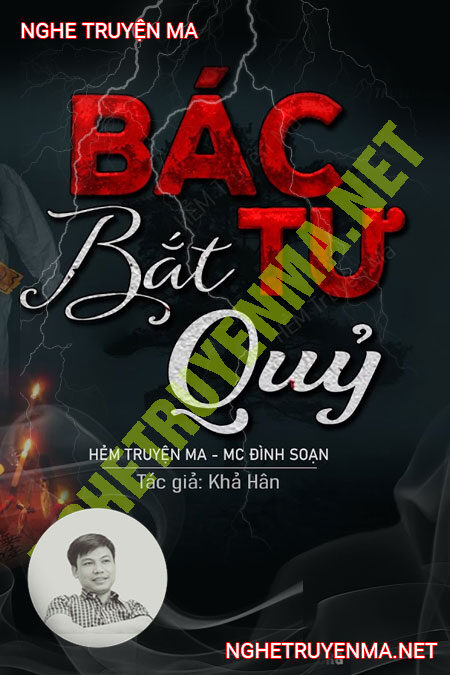 NGHE TRUYỆN MA
BÁC
Bắt TƯ
Quỷ
NGHETRUYENMA.NET
HẺM TRUYỆN MA - MC ĐÌNH SOẠN
Tác giả: Khả Hân
NGHETRUYENMA.NET